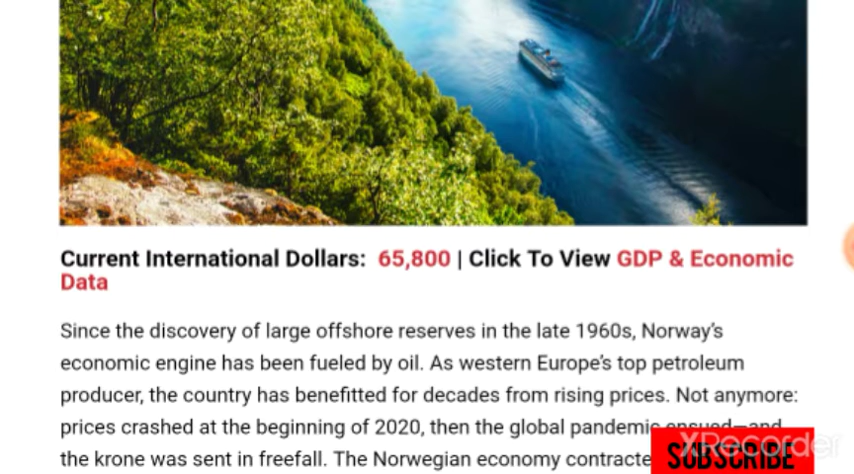 Current International Dollars: 65,800 | Click To View GDP & Economic
Data
Since the discovery of large offshore reserves in the late 1960s, Norway's
economic engine has been fueled by oil. As western Europe's top petroleum
producer, the country has benefitted for decades from rising prices. Not anymore:
prices crashed at the beginning of 2020, then the global pandemic ensued—and
the krone was sent in freefall. The Norwegian economy
XRecorder
SUBSCRIBE